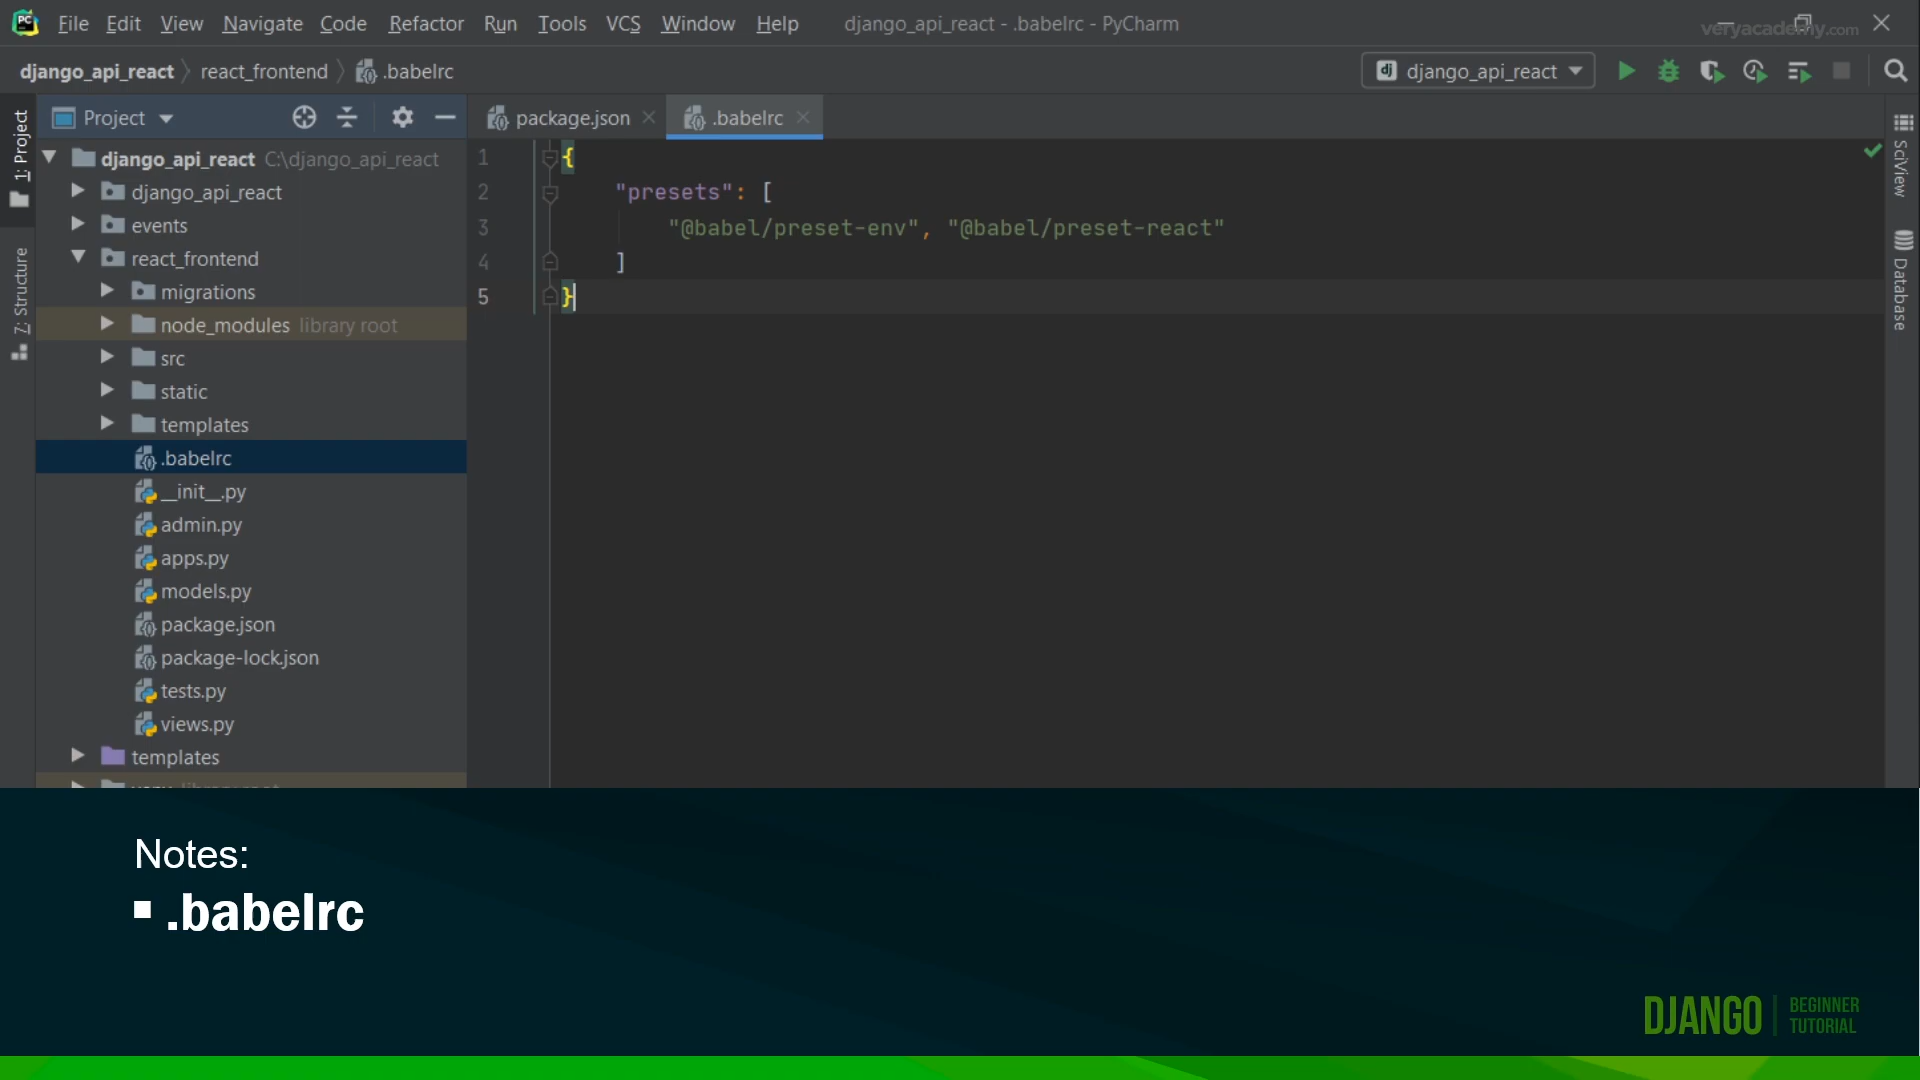 File Edit View Navigate Code Refactor Run Tools VCS Window Help django_api_react - .babelrc - PyCharm
veryacademy.com
django_api_react react_frontend .babelrc
django_api_react
1: Project
7: Structure
Project
django_api_react C:\django_api_react
django_api_react
events
react_frontend
migrations
node_modules library root
src
static
templates
.babelrc
__init__.py
admin.py
apps.py
models.py
package.json
package-lock.json
tests.py
views.py
templates
package.json .babelrc
1 {
2 "presets": [
3 "@babel/preset-env", "@babel/preset-react"
4 ]
5 }
SciView
Database
Notes:
▪ .babelrc
DJANGO
BEGINNER
TUTORIAL